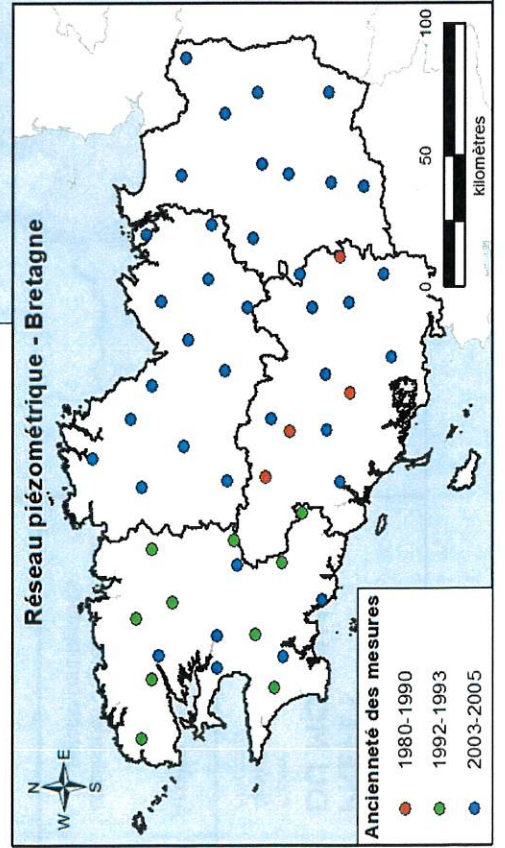 Réseau piézométrique - Bretagne
N
W E
S
Ancienneté des mesures
1980-1990
1992-1993
2003-2005
0 50 100
kilomètres